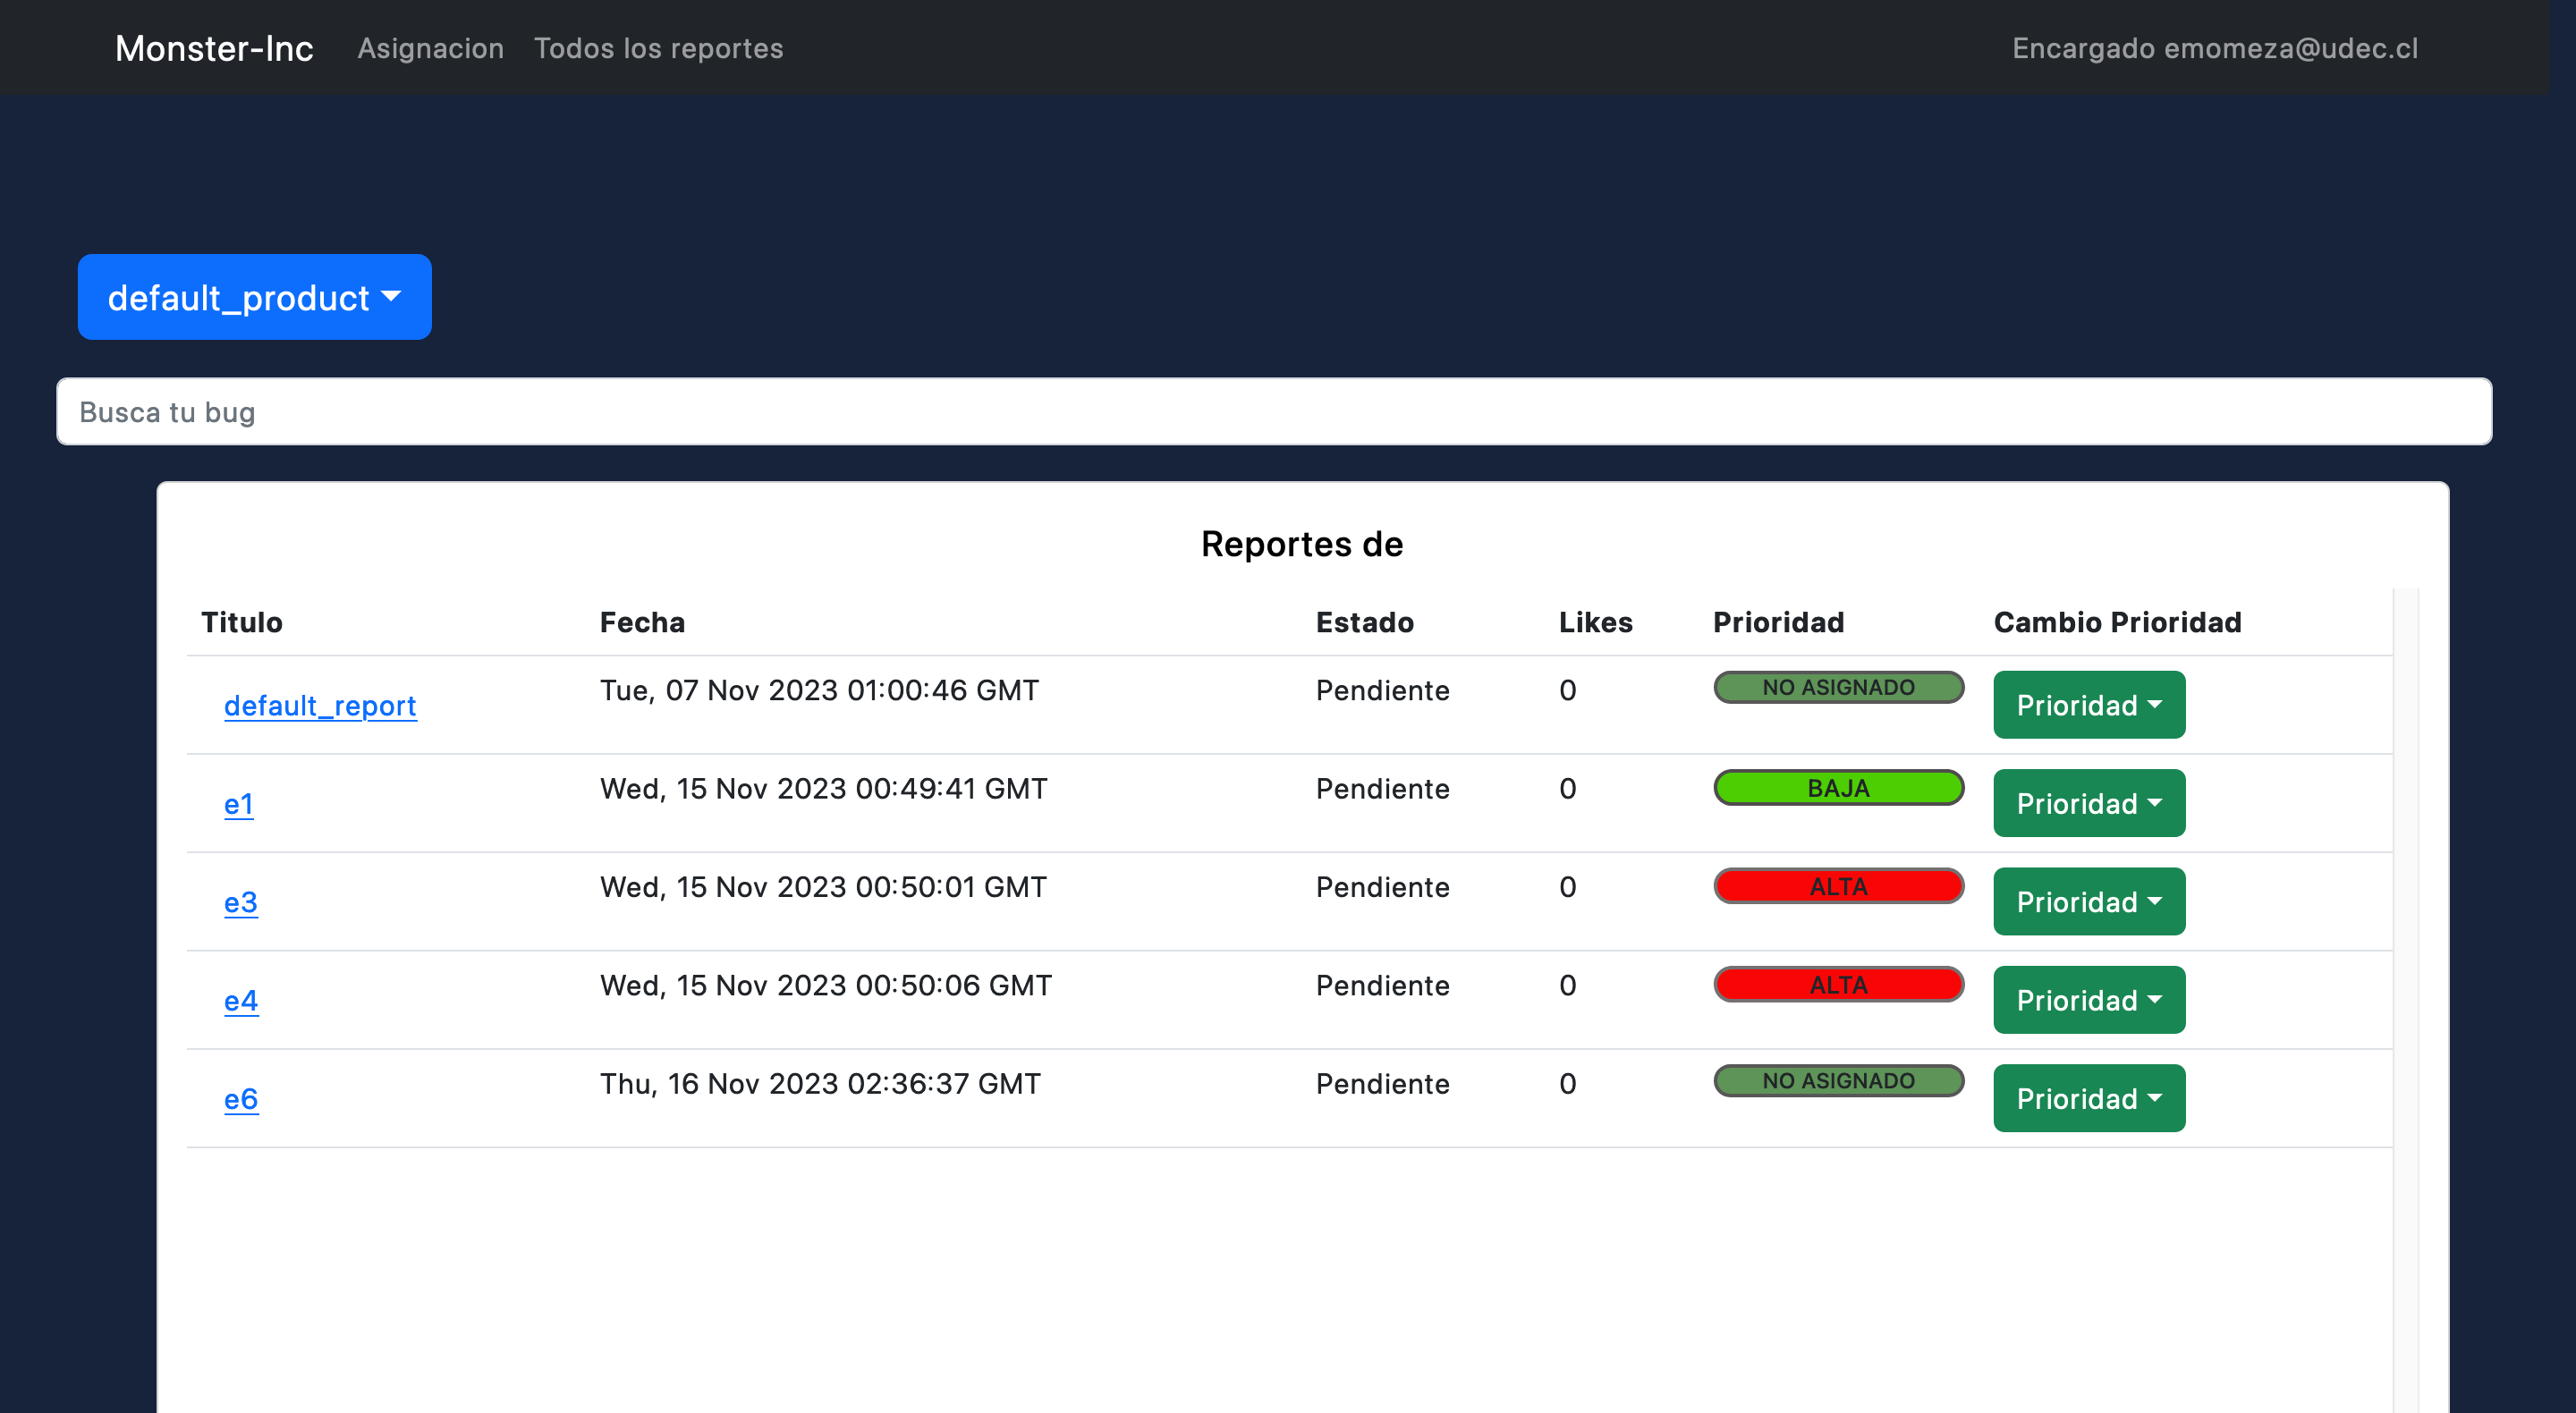 Monster-Inc Asignacion Todos los reportes Encargado emomeza@udec.cl
default_product
Busca tu bug
Reportes de
Titulo Fecha Estado Likes Prioridad Cambio Prioridad
default_report Tue, 07 Nov 2023 01:00:46 GMT Pendiente 0 NO ASIGNADO Prioridad
e1 Wed, 15 Nov 2023 00:49:41 GMT Pendiente 0 BAJA Prioridad
e3 Wed, 15 Nov 2023 00:50:01 GMT Pendiente 0 ALTA Prioridad
e4 Wed, 15 Nov 2023 00:50:06 GMT Pendiente 0 ALTA Prioridad
e6 Thu, 16 Nov 2023 02:36:37 GMT Pendiente 0 NO ASIGNADO Prioridad